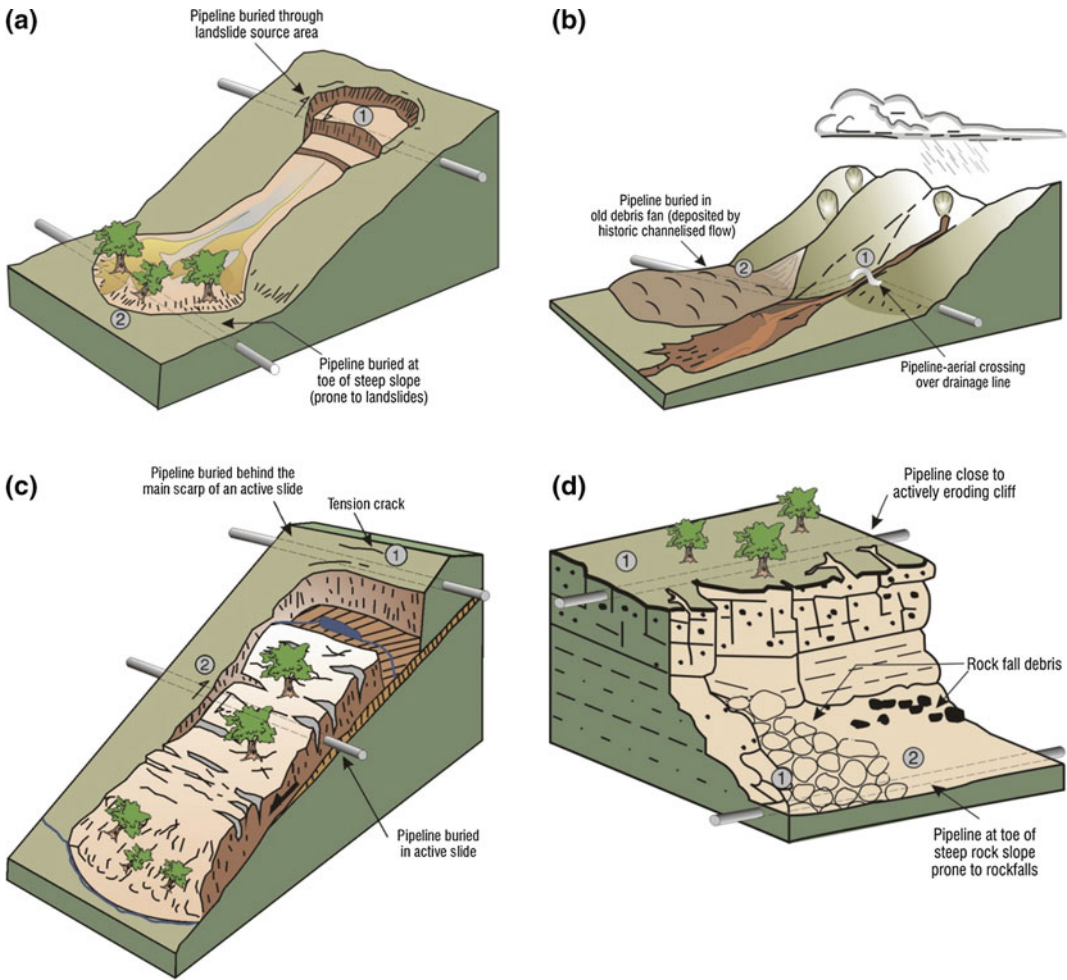 (a)
Pipeline buried through
landslide source area
1
2
Pipeline buried at
toe of steep slope
(prone to landslides)
(b)
Pipeline buried in
old debris fan (deposited by
historic channelised flow)
2
1
Pipeline-aerial crossing
over drainage line
(c)
Pipeline buried behind the
main scarp of an active slide
Tension crack
1
2
Pipeline buried
in active slide
(d)
Pipeline close to
actively eroding cliff
1
Rock fall debris
2
1
Pipeline at toe of
steep rock slope
prone to rockfalls